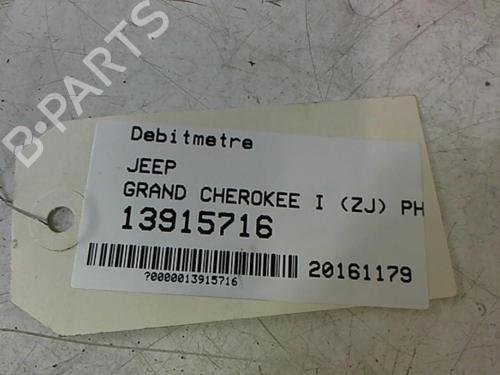 B-PARTS
Debitmetre
JEEP
GRAND CHEROKEE I (ZJ) PH
13915716
20161179
?0000013915716